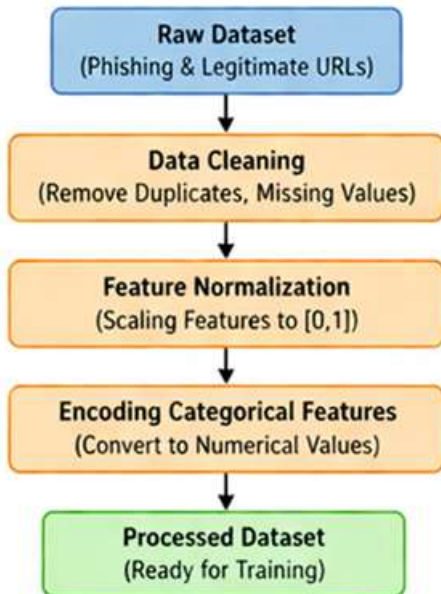 Raw Dataset
(Phishing & Legitimate URLs)
Data Cleaning
(Remove Duplicates, Missing Values)
Feature Normalization
(Scaling Features to [0,1])
Encoding Categorical Features
(Convert to Numerical Values)
Processed Dataset
(Ready for Training)